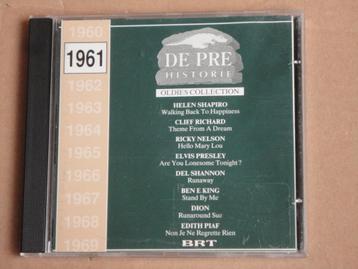 1960
1961
1962
1963
1964
1965
1966
1967
1968
1969
DE PRE
HISTORIE
OLDIES COLLECTION
HELEN SHAPIRO
Walking Back To Happiness
CLIFF RICHARD
Theme From A Dream
RICKY NELSON
Hello Mary Lou
ELVIS PRESLEY
Are You Lonesome Tonight?
DEL SHANNON
Runaway
BEN E KING
Stand By Me
DION
Runaround Sue
EDITH PIAF
Non Je Ne Regrette Rien
BRT